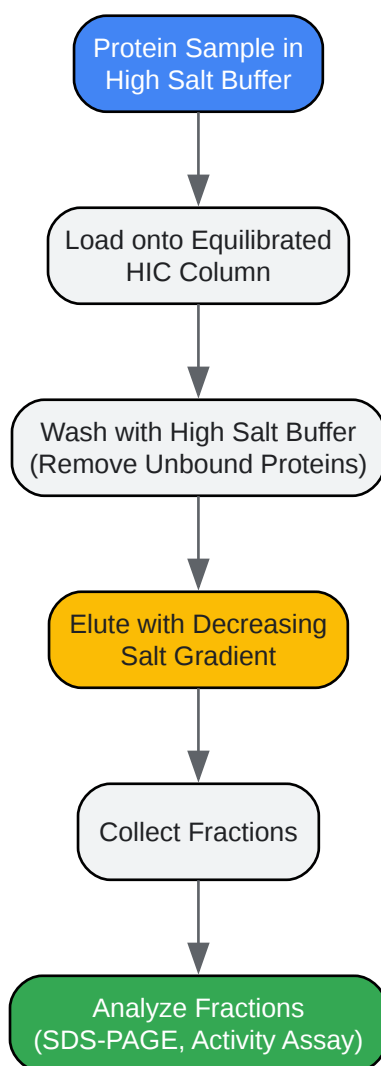 Protein Sample in
High Salt Buffer
Load onto Equilibrated
HIC Column
Wash with High Salt Buffer
(Remove Unbound Proteins)
Elute with Decreasing
Salt Gradient
Collect Fractions
Analyze Fractions
(SDS-PAGE, Activity Assay)